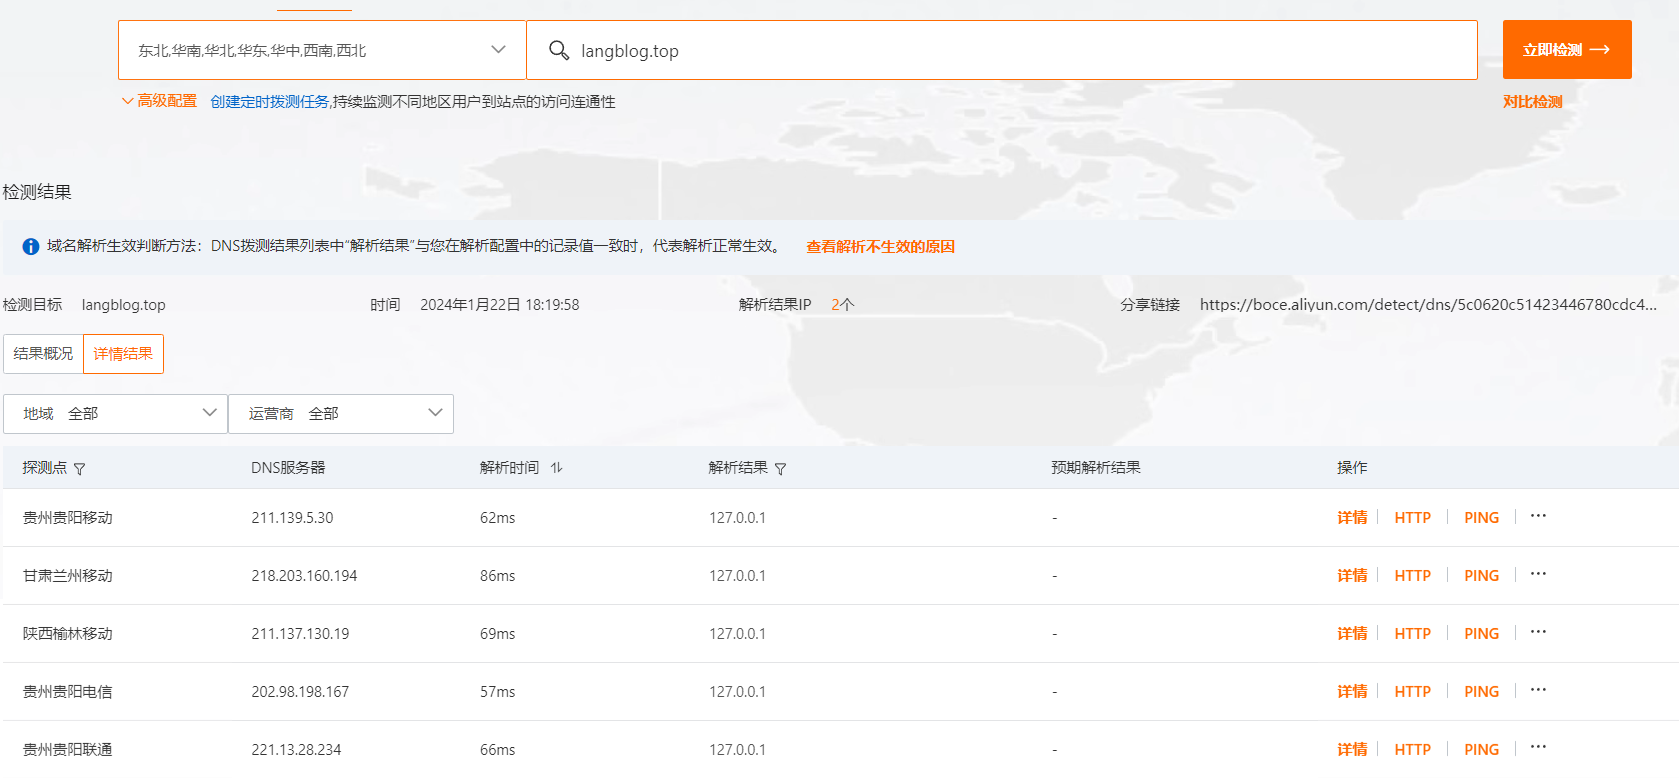 东北,华南,华北,华东,华中,西南,西北 langblog.top 立即检测
高级配置 创建定时拨测任务,持续监测不同地区用户到站点的访问连通性 对比检测
检测结果
域名解析生效判断方法：DNS拨测结果列表中“解析结果”与您在解析配置中的记录值一致时，代表解析正常生效。 查看解析不生效的原因
检测目标 langblog.top 时间 2024年1月22日 18:19:58 解析结果IP 2个 分享链接 https://boce.aliyun.com/detect/dns/5c0620c51423446780cdc4...
结果概况 详情结果
地域 全部 运营商 全部
探测点 DNS服务器 解析时间 解析结果 预期解析结果 操作
贵州贵阳移动 211.139.5.30 62ms 127.0.0.1 - 详情 HTTP PING ...
甘肃兰州移动 218.203.160.194 86ms 127.0.0.1 - 详情 HTTP PING ...
陕西榆林移动 211.137.130.19 69ms 127.0.0.1 - 详情 HTTP PING ...
贵州贵阳电信 202.98.198.167 57ms 127.0.0.1 - 详情 HTTP PING ...
贵州贵阳联通 221.13.28.234 66ms 127.0.0.1 - 详情 HTTP PING ...